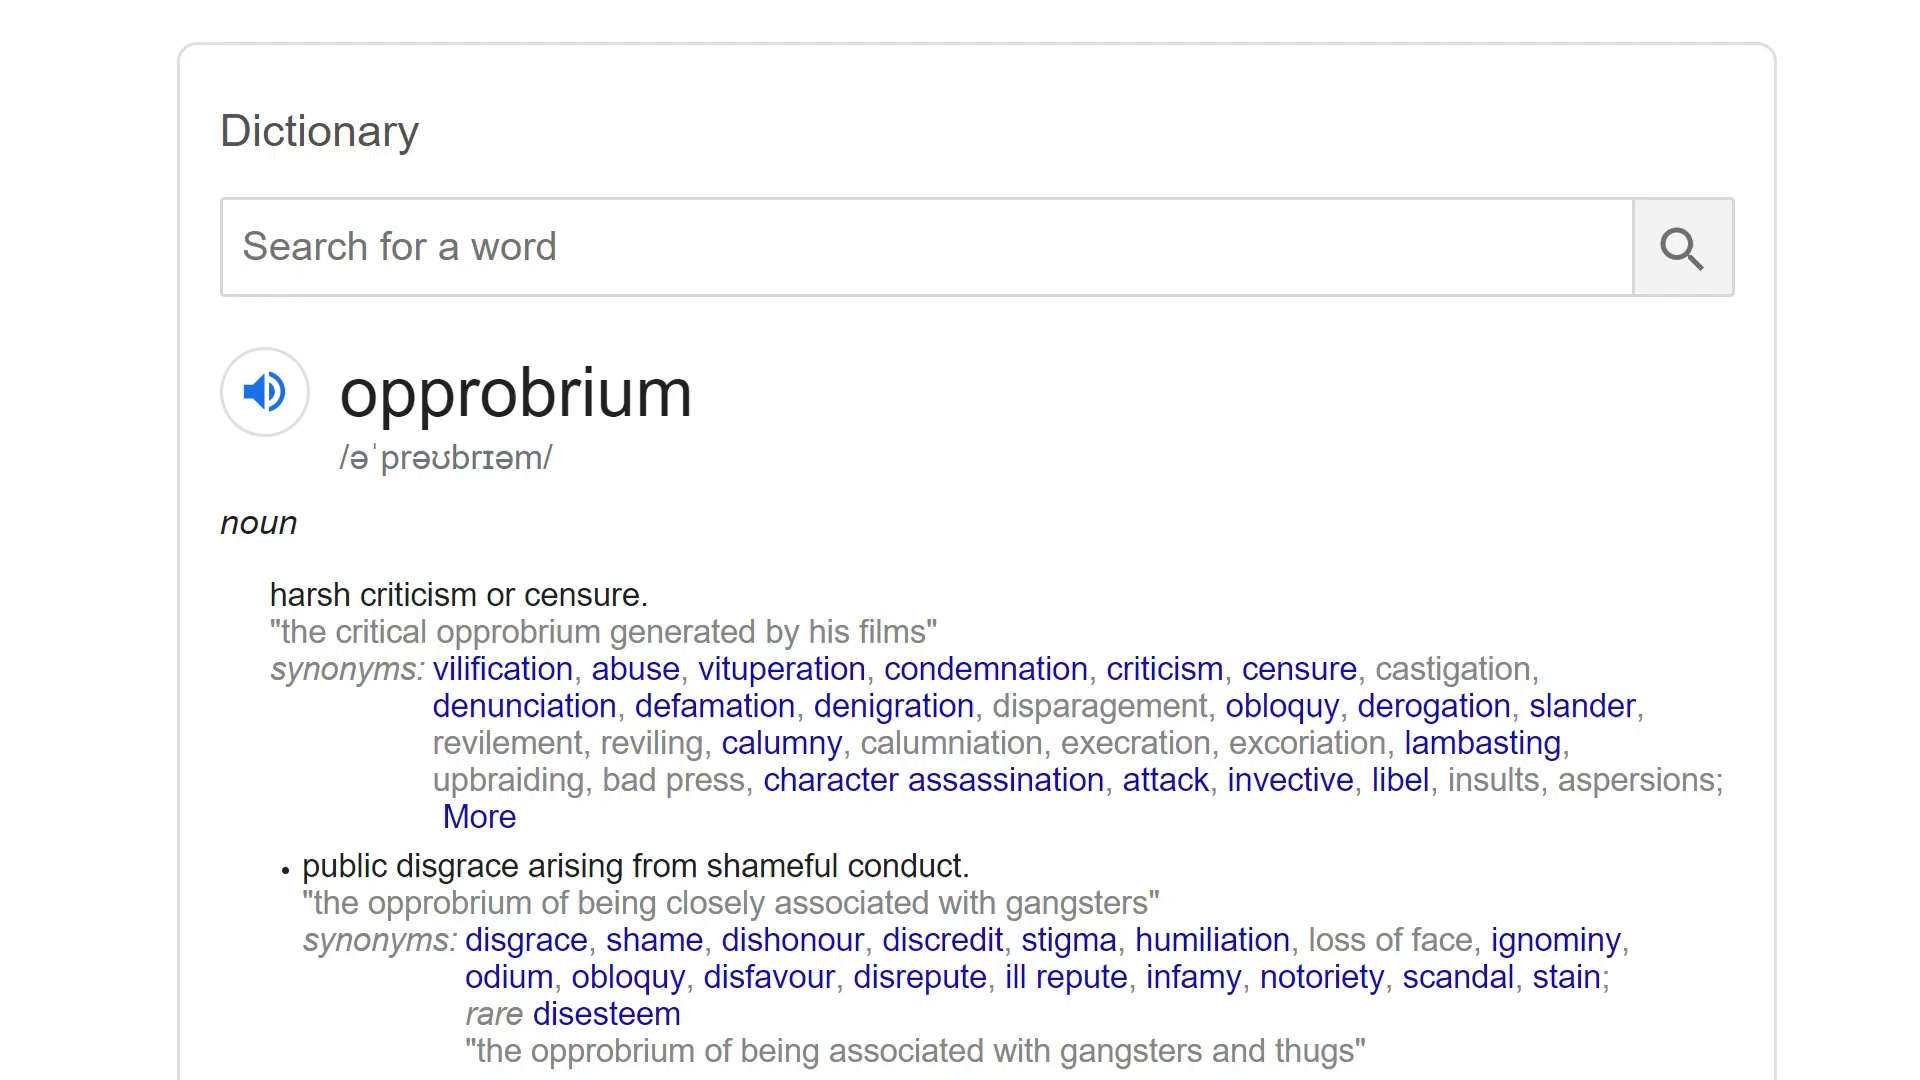 Dictionary
Search for a word
opprobrium
/əˈprəʊbrɪəm/
noun
harsh criticism or censure.
"the critical opprobrium generated by his films"
synonyms: vilification, abuse, vituperation, condemnation, criticism, censure, castigation,
denunciation, defamation, denigration, disparagement, obloquy, derogation, slander,
revilement, reviling, calumny, calumniation, execration, excoriation, lambasting,
upbraiding, bad press, character assassination, attack, invective, libel, insults, aspersions;
More
• public disgrace arising from shameful conduct.
"the opprobrium of being closely associated with gangsters"
synonyms: disgrace, shame, dishonour, discredit, stigma, humiliation, loss of face, ignominy,
odium, obloquy, disfavour, disrepute, ill repute, infamy, notoriety, scandal, stain;
rare disesteem
"the opprobrium of being associated with gangsters and thugs"